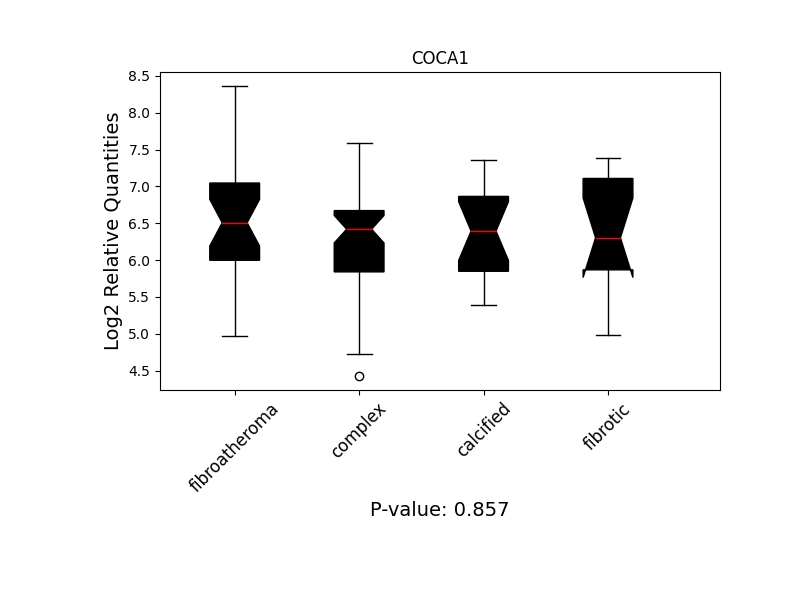 COCA1
Log2 Relative Quantities
8.5
8.0
7.5
7.0
6.5
6.0
5.5
5.0
4.5
fibroatheroma
complex
calcified
fibrotic
P-value: 0.857